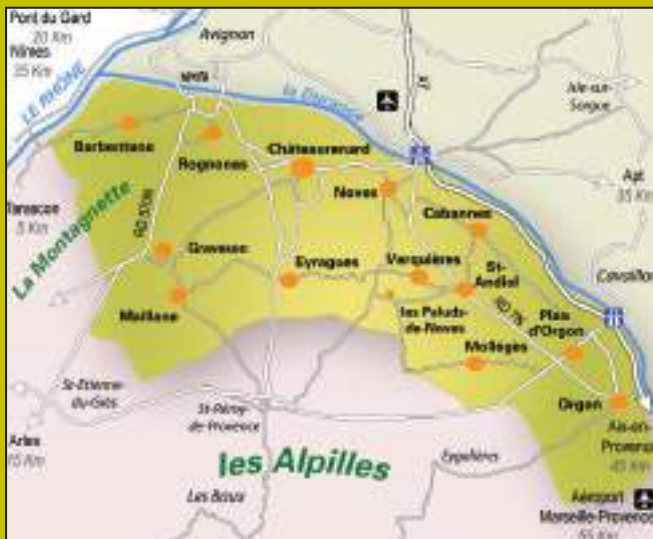 Pont du Gard
20 Km
Nîmes
35 Km
Avignon
LE RHÔNE
la Durance
A7
Isle-sur-
Sorgue
Barbentane
Rognonas
Châteaurenard
Noves
Cabannes
Apt
35 Km
Tarascon
5 Km
La Montagnette
RD 570N
Graveson
Eyragues
Verquières
St-
Andiol
Cavaillon
Maillane
les Paluds-
de-Noves
Plan
d'Orgon
Mollégès
St-Etienne-
du-Grès
St-Rémy-
de-Provence
Orgon
Arles
15 Km
les Alpilles
Aix-en-
Provence
45 Km
Eygalières
Les Baux
Aéroport
Marseille-Provence
55 Km